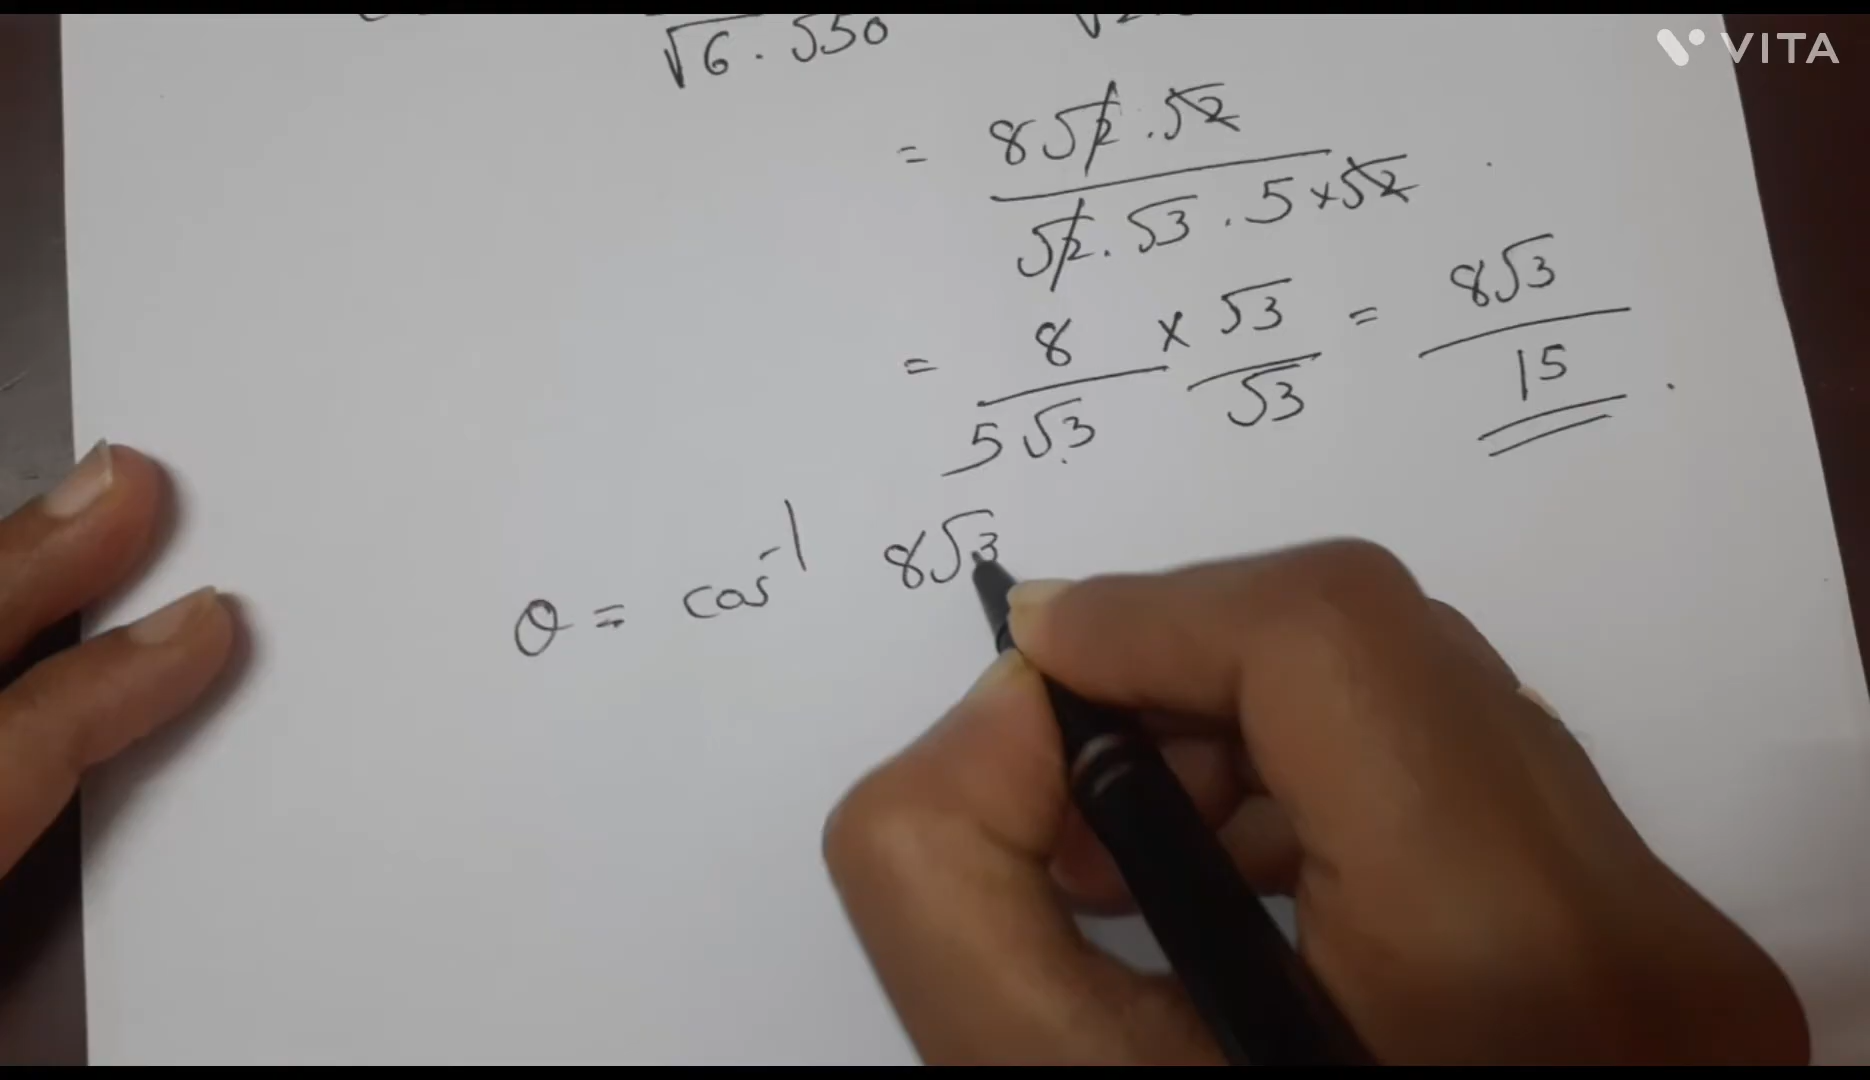 VITA
√6 . √50
= 8√2 . √2 / √2 . √3 . 5 × √2
= 8 / 5√3 × √3 / √3 = 8√3 / 15
θ = cos⁻¹ 8√3